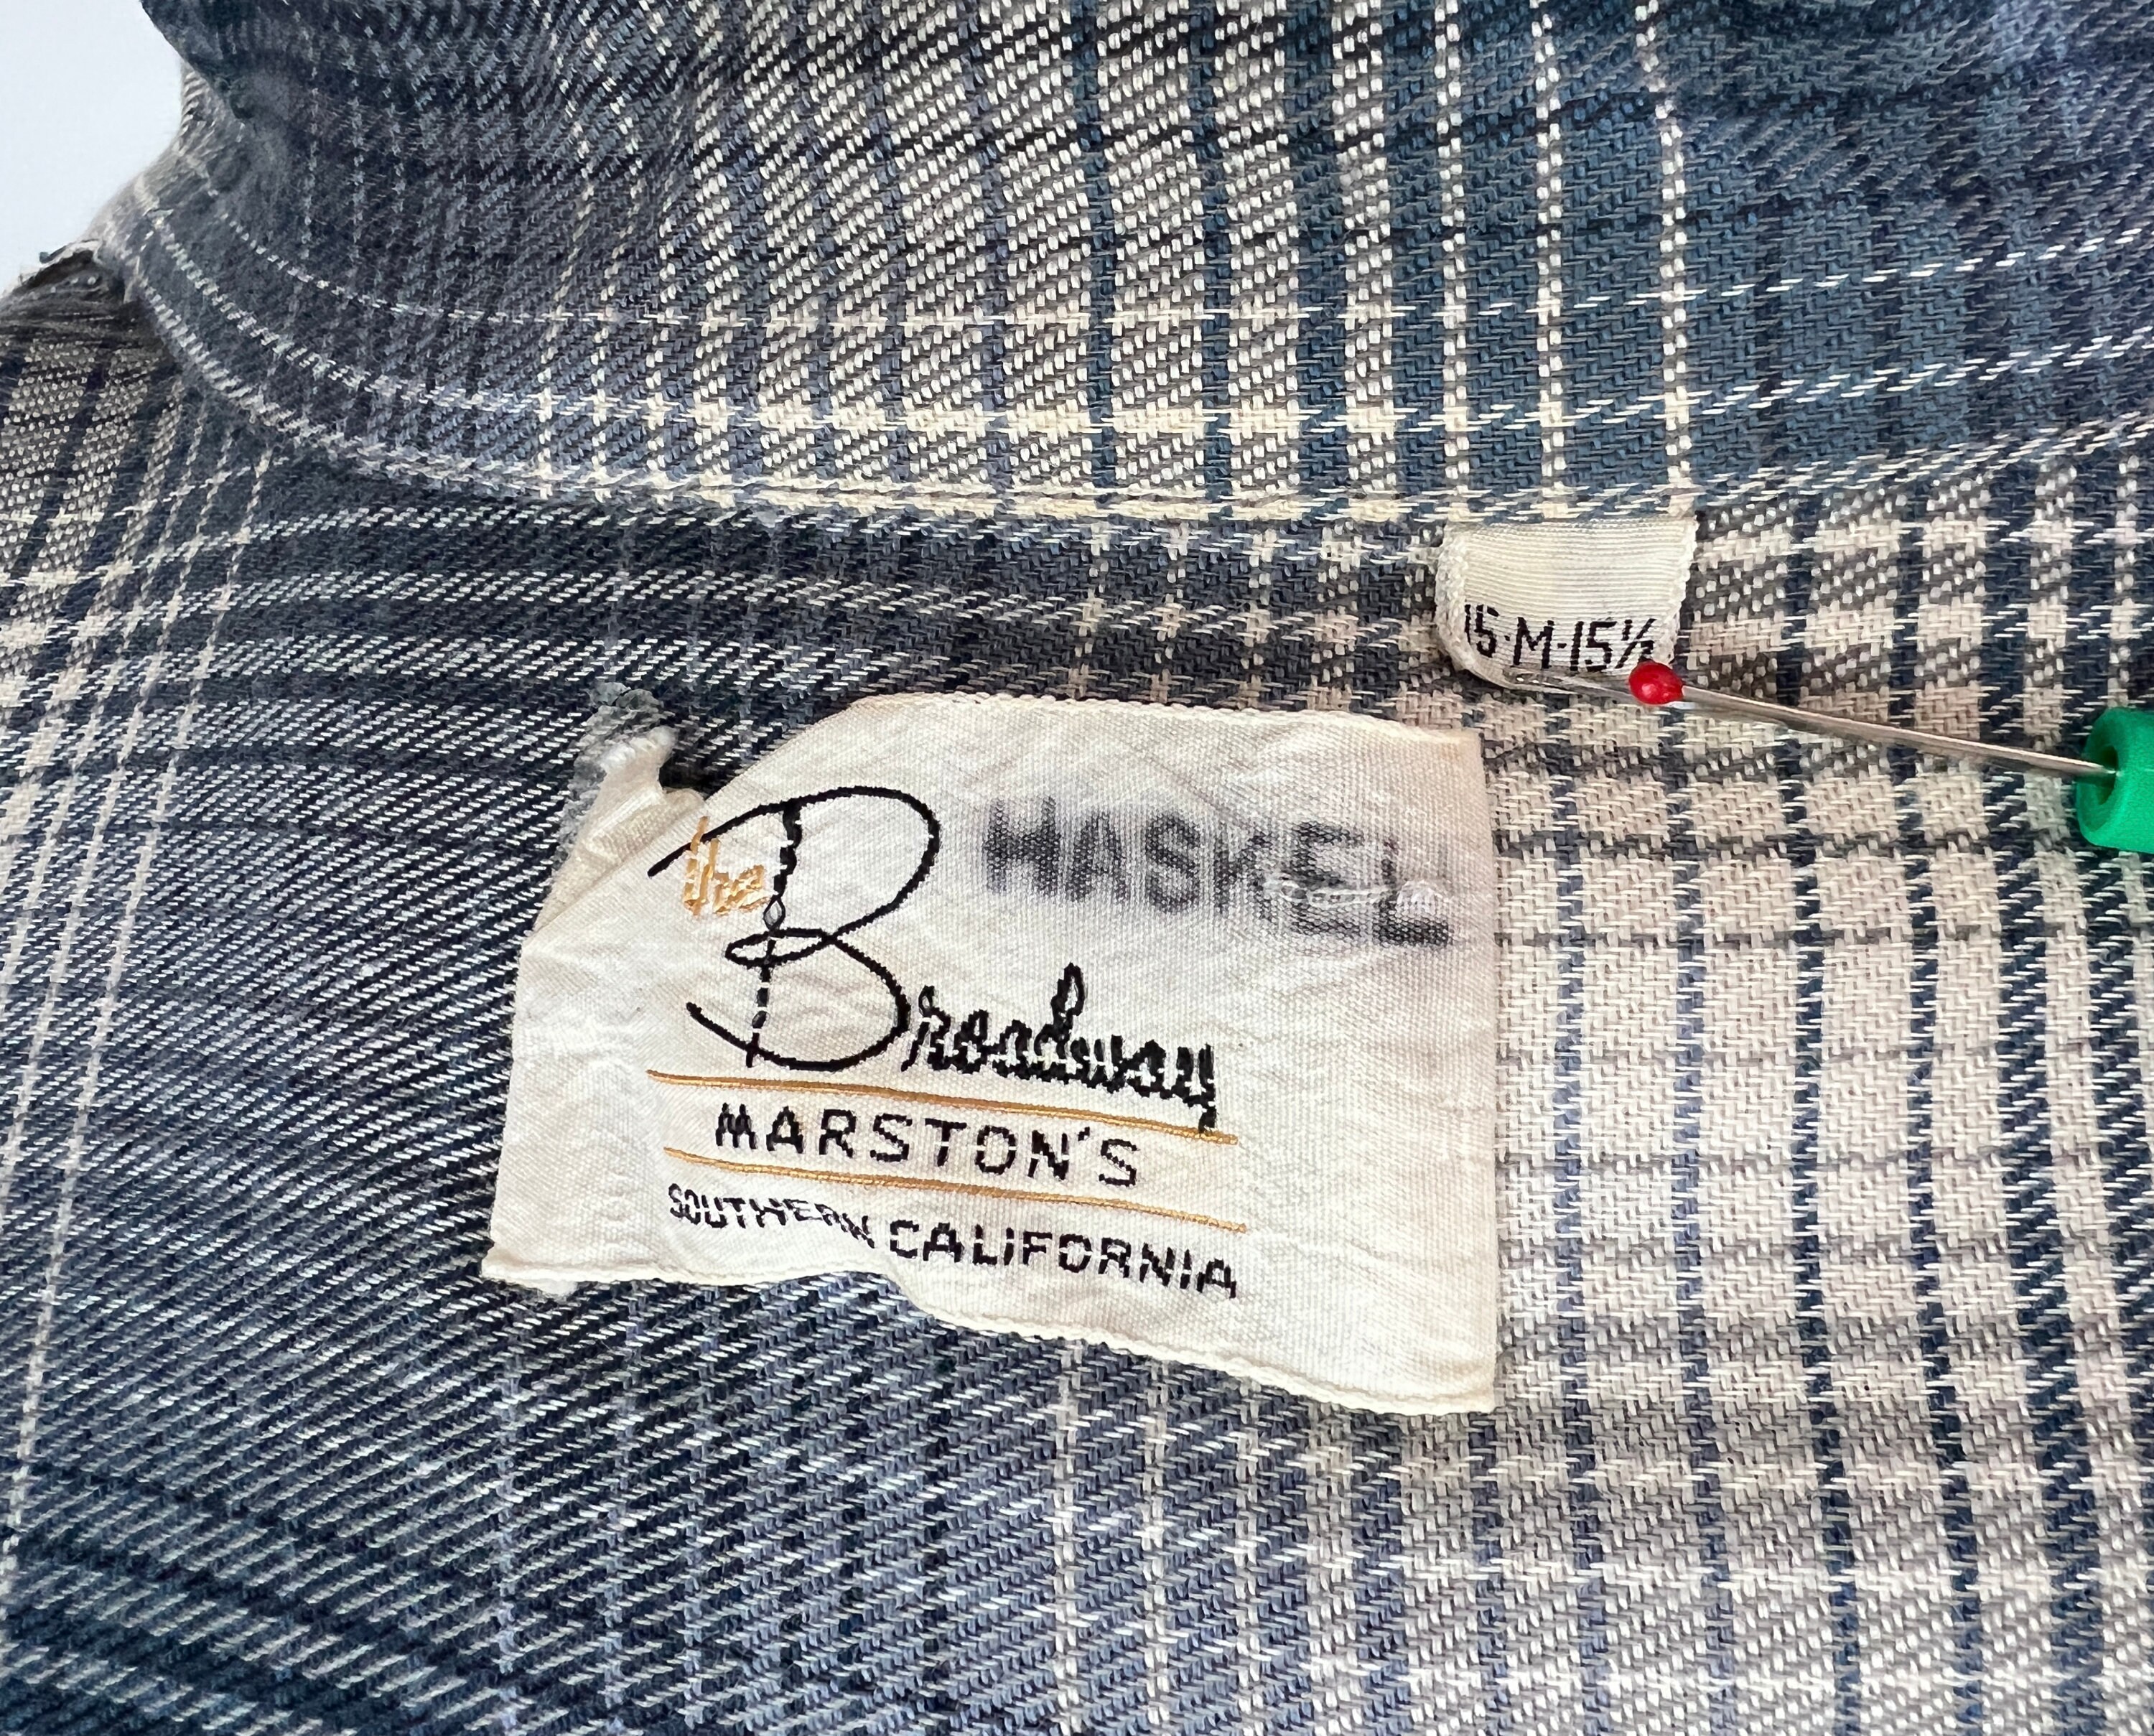 15·M·15½
the
HASKEL
Broadway
MARSTON'S
SOUTHERN CALIFORNIA